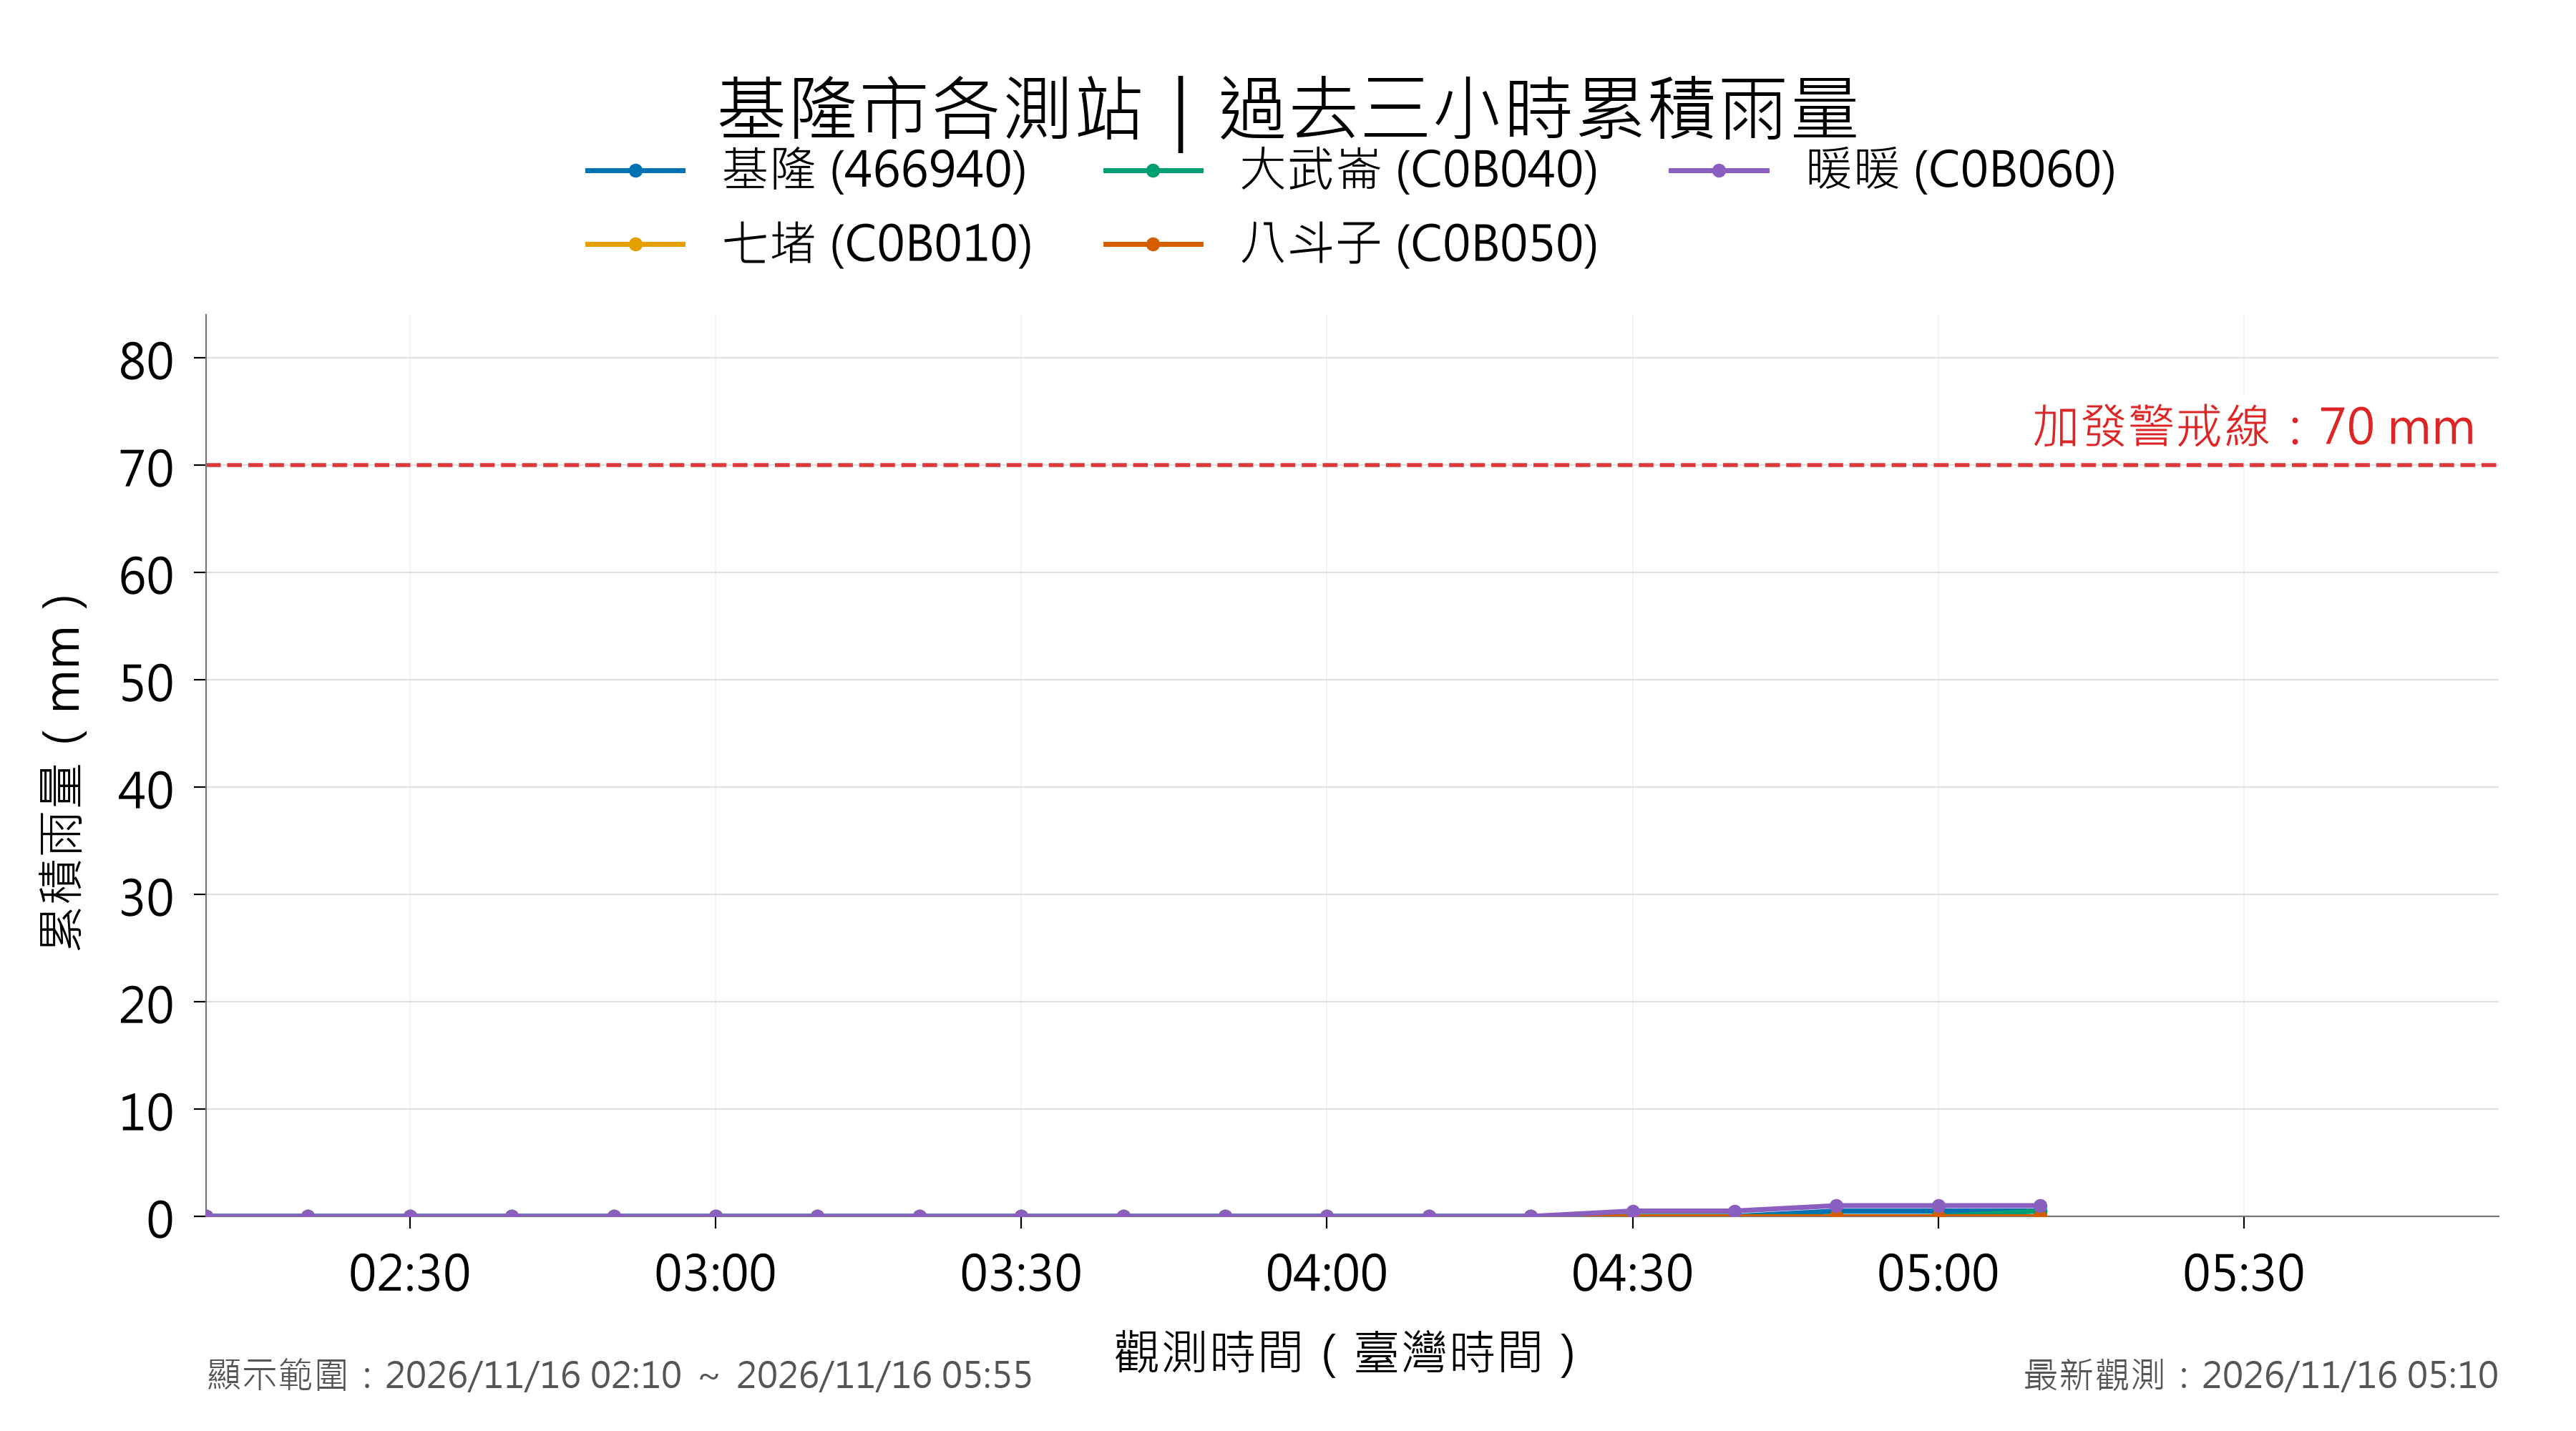 基隆市各測站｜過去三小時累積雨量
基隆 (466940)
七堵 (C0B010)
大武崙 (C0B040)
八斗子 (C0B050)
暖暖 (C0B060)
累積雨量（mm）
80
70
60
50
40
30
20
10
0
加發警戒線：70 mm
02:30 03:00 03:30 04:00 04:30 05:00 05:30
觀測時間（臺灣時間）
顯示範圍：2026/11/16 02:10 ~ 2026/11/16 05:55
最新觀測：2026/11/16 05:10